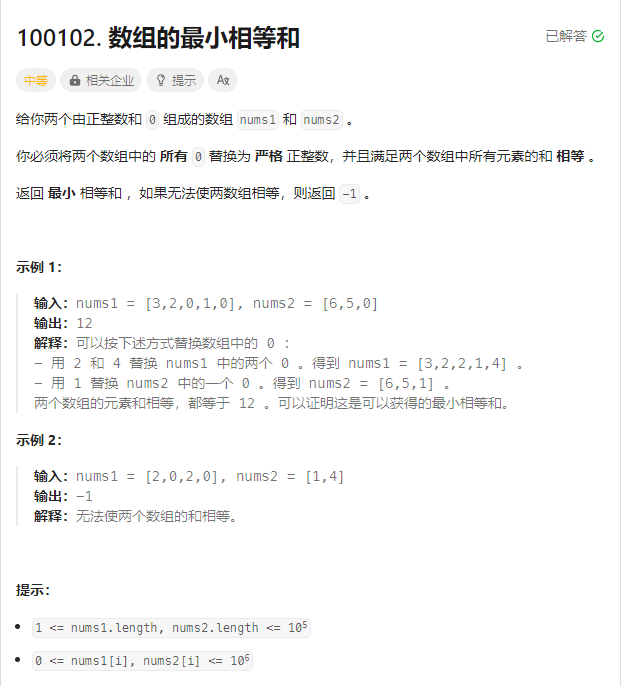 100102. 数组的最小相等和
已解答
中等 相关企业 提示 Aあ
给你两个由正整数和 0 组成的数组 nums1 和 nums2 。
你必须将两个数组中的 所有 0 替换为 严格 正整数，并且满足两个数组中所有元素的和 相等 。
返回 最小 相等和 ，如果无法使两数组相等，则返回 -1 。
示例 1：
输入：nums1 = [3,2,0,1,0], nums2 = [6,5,0]
输出：12
解释：可以按下述方式替换数组中的 0 ：
- 用 2 和 4 替换 nums1 中的两个 0 。得到 nums1 = [3,2,2,1,4] 。
- 用 1 替换 nums2 中的一个 0 。得到 nums2 = [6,5,1] 。
两个数组的元素和相等，都等于 12 。可以证明这是可以获得的最小相等和。
示例 2：
输入：nums1 = [2,0,2,0], nums2 = [1,4]
输出：-1
解释：无法使两个数组的和相等。
提示：
• 1 <= nums1.length, nums2.length <= 10⁵
• 0 <= nums1[i], nums2[i] <= 10⁶